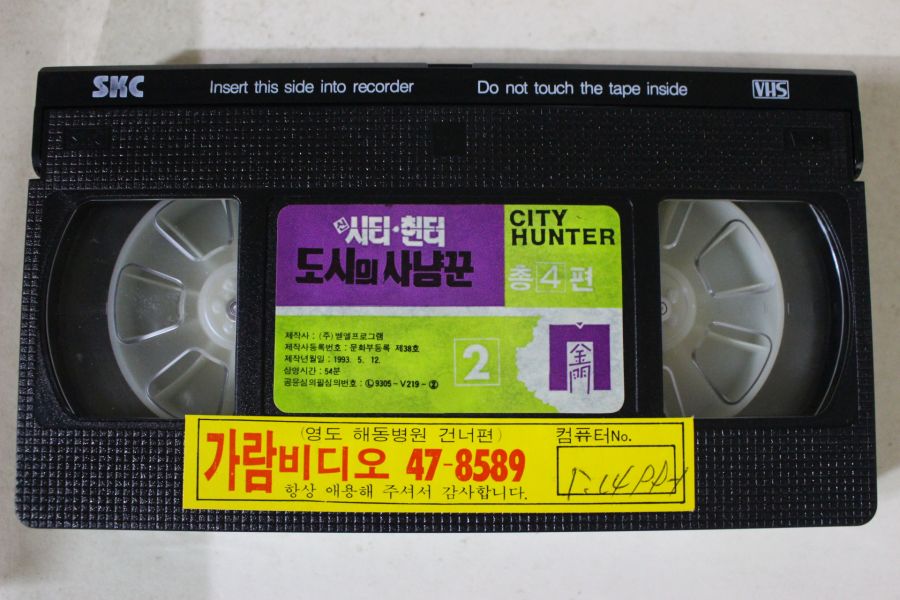 SKC Insert this side into recorder Do not touch the tape inside VHS
신 시티·헌터
도시의 사냥꾼
CITY
HUNTER
총 4 편
제작사 : (주) 벧엘프로그램
제작사등록번호 : 문화부등록 제38호
제작년월일 : 1993. 5. 12.
상영시간 : 54분
공윤심의필심의번호 : Ⓛ9305-V219-②
2
金門
(영도 해동병원 건너편)
가람비디오 47-8589
항상 애용해 주셔서 감사합니다.
컴퓨터No.